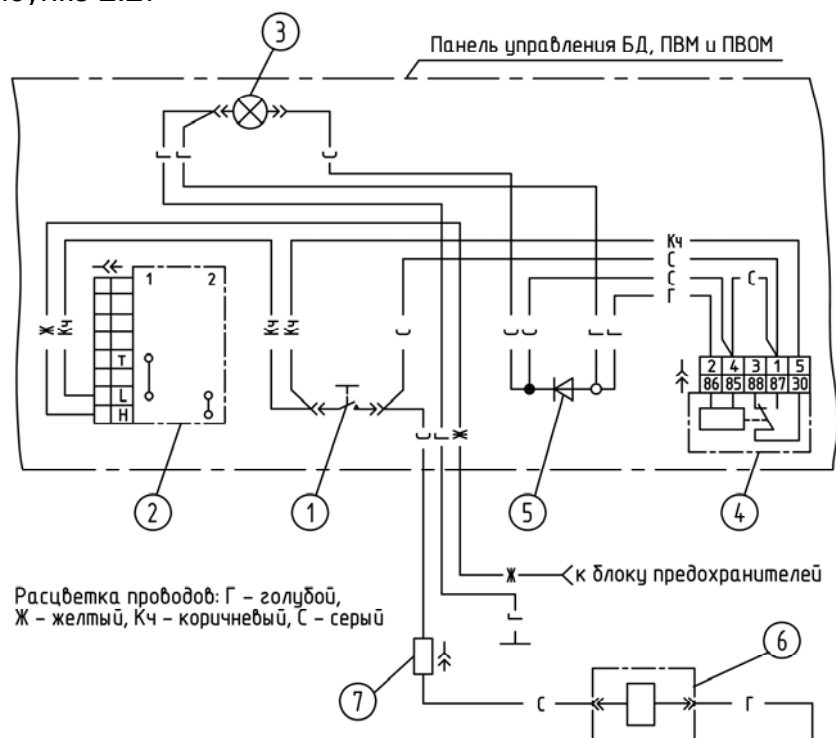 3
Панель управления БД, ПВМ и ПВОМ
Г Г С
Кч
С
С С
Г
1 2
Ж Кч Кч Кч С С С Г Г
Т
L
Н
2 4 3 1 5
86 85 88 87 30
С Г Ж
2 1 5 4
Ж к блоку предохранителей
Расцветка проводов: Г – голубой,
Ж – желтый, Кч – коричневый, С – серый
Г
6
7
С Г